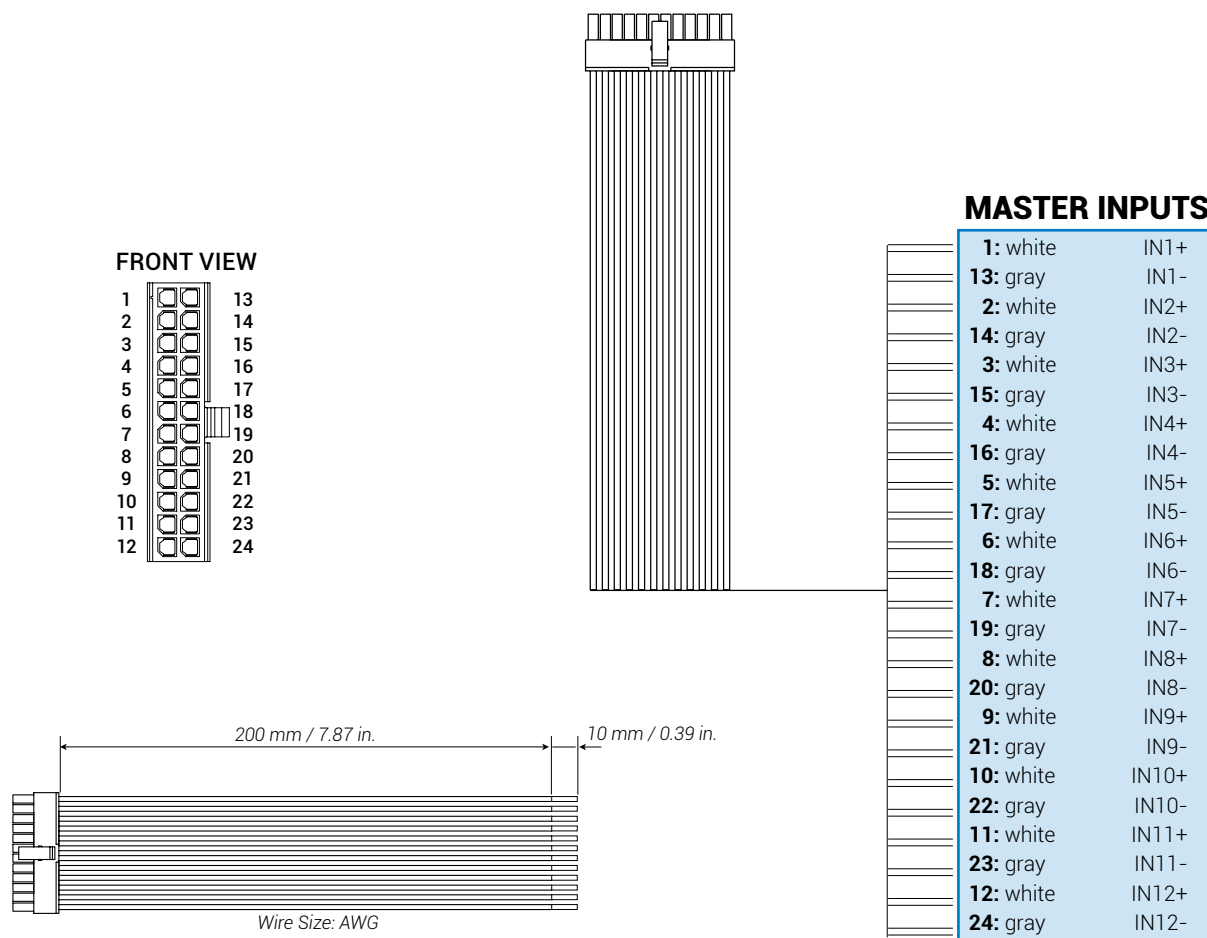 MASTER INPUTS
1: white IN1+
13: gray IN1-
2: white IN2+
14: gray IN2-
3: white IN3+
15: gray IN3-
4: white IN4+
16: gray IN4-
5: white IN5+
17: gray IN5-
6: white IN6+
18: gray IN6-
7: white IN7+
19: gray IN7-
8: white IN8+
20: gray IN8-
9: white IN9+
21: gray IN9-
10: white IN10+
22: gray IN10-
11: white IN11+
23: gray IN11-
12: white IN12+
24: gray IN12-
FRONT VIEW
1 13
2 14
3 15
4 16
5 17
6 18
7 19
8 20
9 21
10 22
11 23
12 24
200 mm / 7.87 in.
10 mm / 0.39 in.
Wire Size: AWG